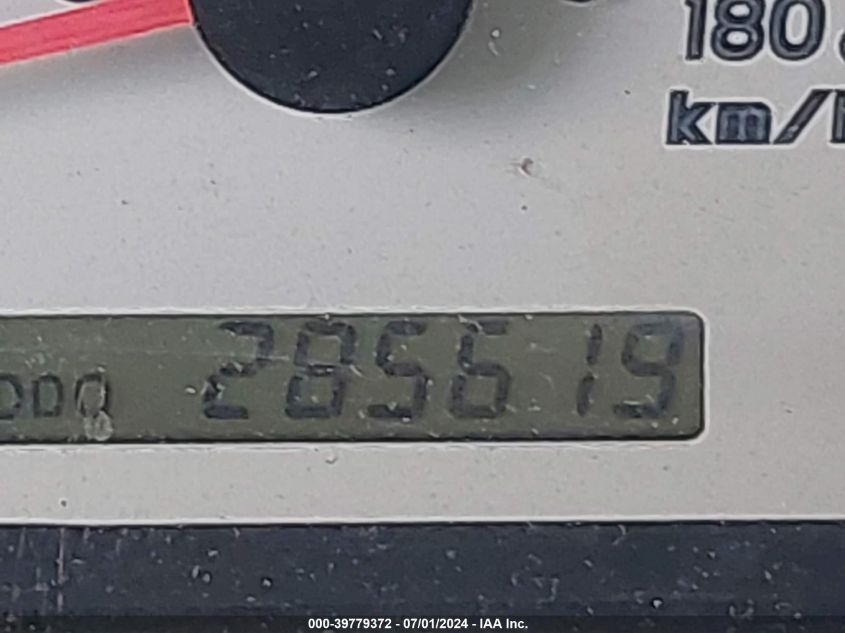 180
km/h
ODO 285619
000-39779372 - 07/01/2024 - IAA Inc.